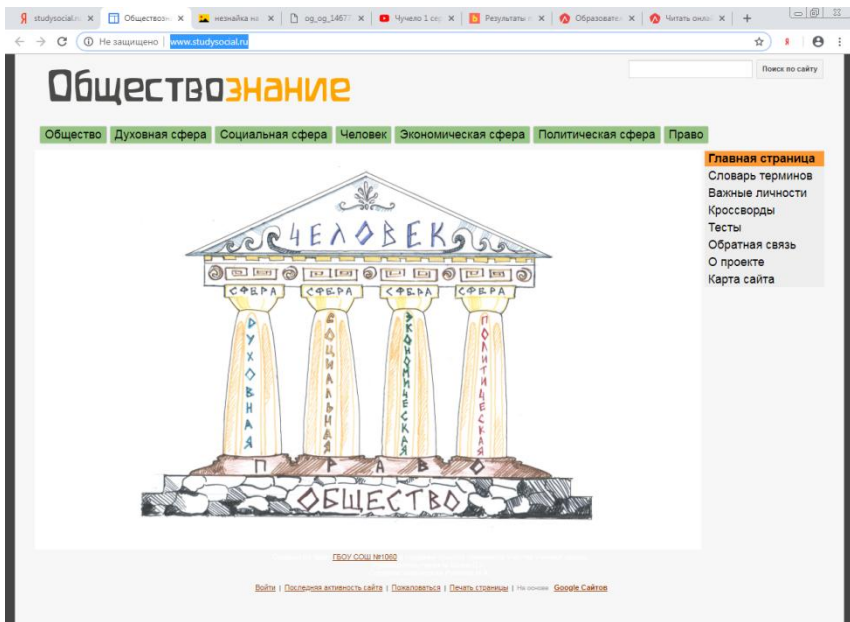 studysocial.ru
Обществозн
незнайка на
og_og_1467
Чучело 1 сер
Результаты п
Образовател
Читать онла
Не защищено | www.studysocial.ru
Обществознание
Поиск по сайту
Общество Духовная сфера Социальная сфера Человек Экономическая сфера Политическая сфера Право
Главная страница
Словарь терминов
Важные личности
Кроссворды
Тесты
Обратная связь
О проекте
Карта сайта
ЧЕЛОВЕК
СФЕРА СФЕРА СФЕРА СФЕРА
ДУХОВНАЯ
СОЦИАЛЬНАЯ
ЭКОНОМИЧЕСКАЯ
ПОЛИТИЧЕСКАЯ
ПРАВО
ОБЩЕСТВО
ГБОУ СОШ №1060
Войти | Последняя активность сайта | Пожаловаться | Печать страницы | На основе Google Сайтов